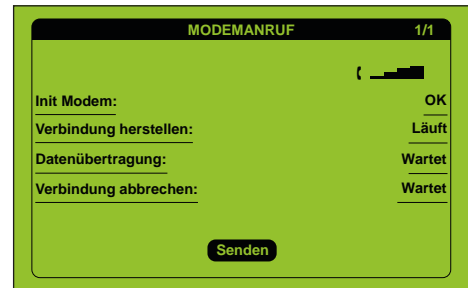 MODEMANRUF 1/1
Init Modem: OK
Verbindung herstellen: Läuft
Datenübertragung: Wartet
Verbindung abbrechen: Wartet
Senden